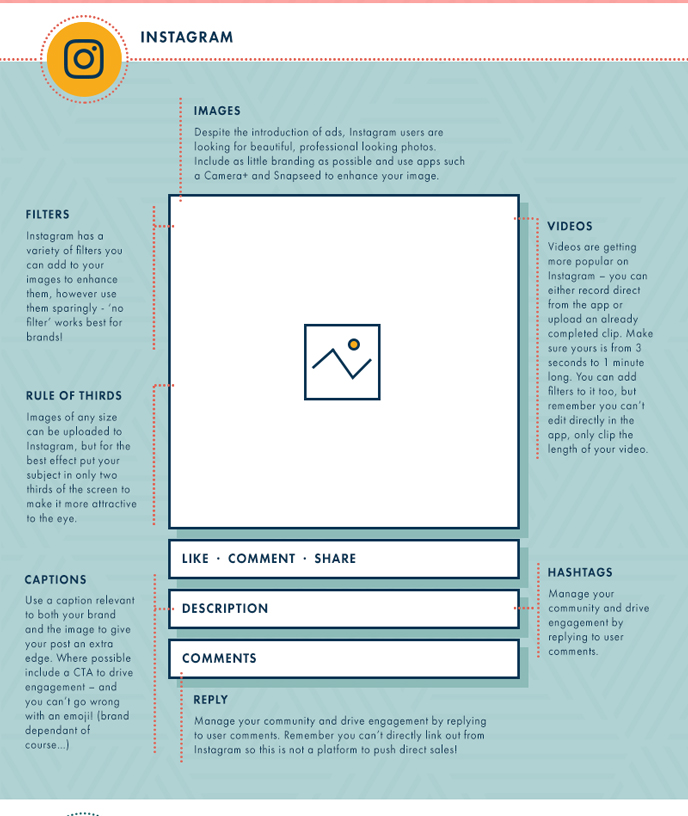 INSTAGRAM
IMAGES
Despite the introduction of ads, Instagram users are
looking for beautiful, professional looking photos.
Include as little branding as possible and use apps such
a Camera+ and Snapseed to enhance your image.
FILTERS
Instagram has a
variety of filters you
can add to your
images to enhance
them, however use
them sparingly - ‘no
filter’ works best for
brands!
RULE OF THIRDS
Images of any size
can be uploaded to
Instagram, but for the
best effect put your
subject in only two
thirds of the screen to
make it more attractive
to the eye.
VIDEOS
Videos are getting
more popular on
Instagram – you can
either record direct
from the app or
upload an already
completed clip. Make
sure yours is from 3
seconds to 1 minute
long. You can add
filters to it too, but
remember you can’t
edit directly in the
app, only clip the
length of your video.
LIKE · COMMENT · SHARE
DESCRIPTION
COMMENTS
CAPTIONS
Use a caption relevant
to both your brand
and the image to give
your post an extra
edge. Where possible
include a CTA to drive
engagement – and
you can’t go wrong
with an emoji! (brand
dependant of
course...)
HASHTAGS
Manage your
community and drive
engagement by
replying to user
comments.
REPLY
Manage your community and drive engagement by replying
to user comments. Remember you can’t directly link out from
Instagram so this is not a platform to push direct sales!